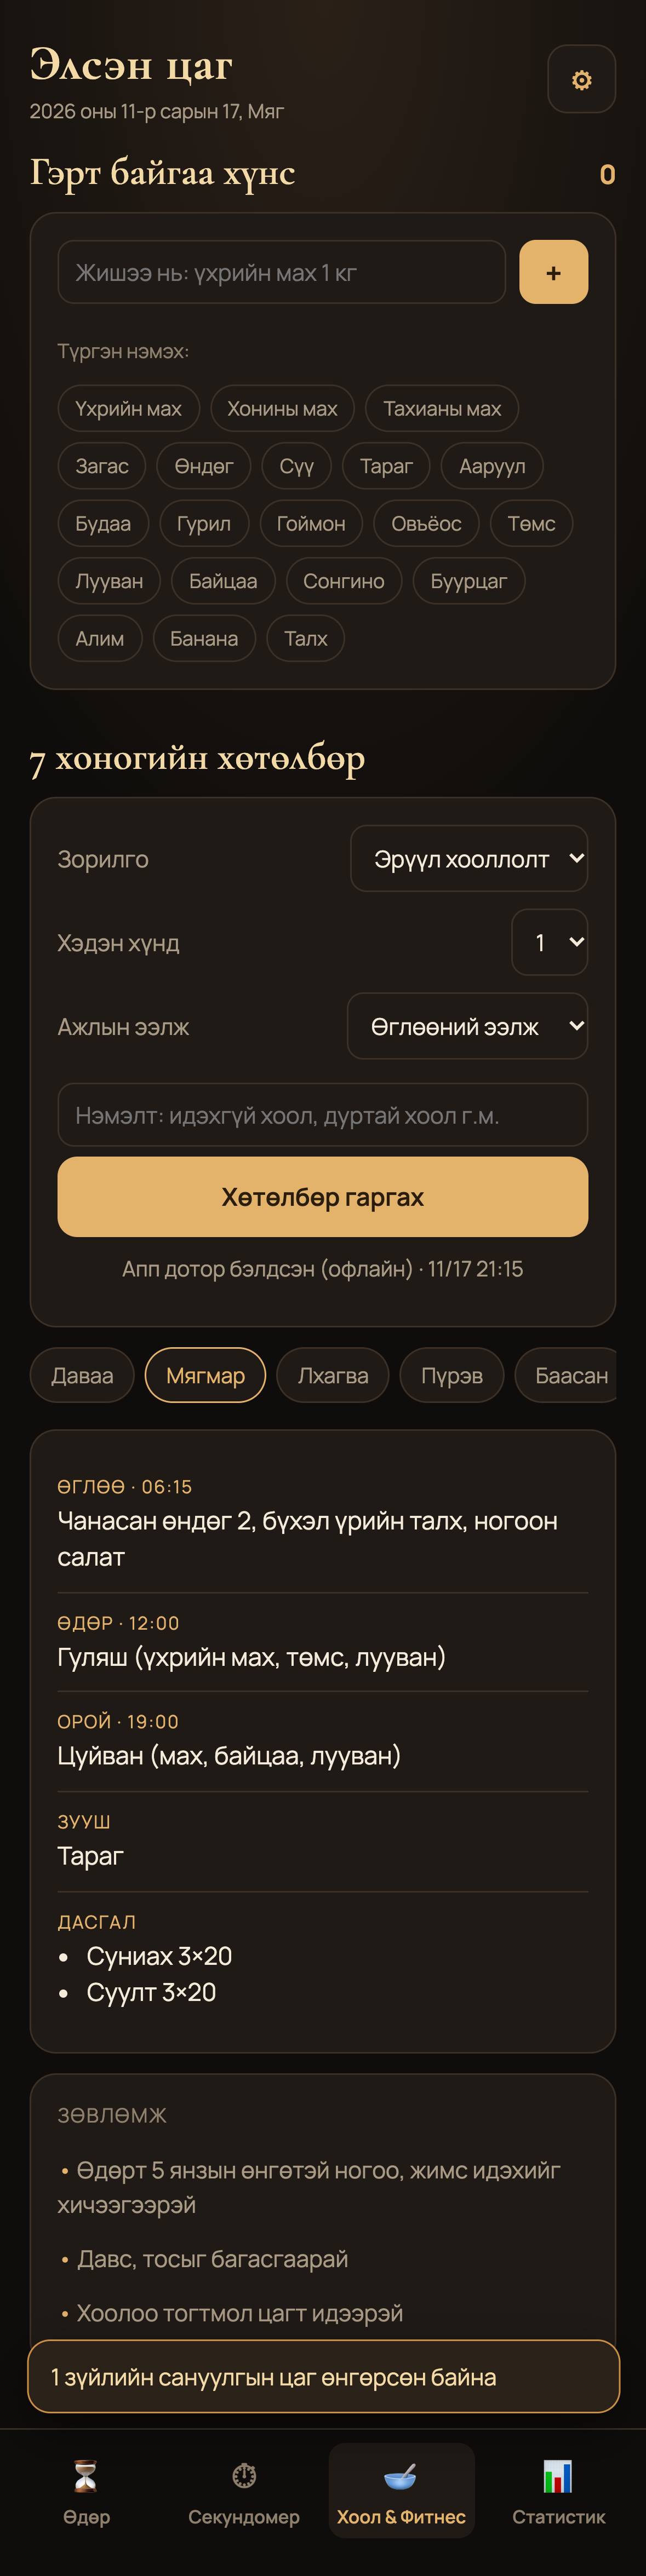 Элсэн цаг
⚙
2026 оны 11-р сарын 17, Мяг
Гэрт байгаа хүнс
0
Жишээ нь: үхрийн мах 1 кг
+
Түргэн нэмэх:
Үхрийн мах Хонины мах Тахианы мах
Загас Өндөг Сүү Тараг Ааруул
Будаа Гурил Гоймон Овъёос Төмс
Лууван Байцаа Сонгино Буурцаг
Алим Банана Талх
7 хоногийн хөтөлбөр
Зорилго Эрүүл хооллолт
Хэдэн хүнд 1
Ажлын ээлж Өглөөний ээлж
Нэмэлт: идэхгүй хоол, дуртай хоол г.м.
Хөтөлбөр гаргах
Апп дотор бэлдсэн (офлайн) · 11/17 21:15
Даваа Мягмар Лхагва Пүрэв Баасан
ӨГЛӨӨ · 06:15
Чанасан өндөг 2, бүхэл үрийн талх, ногоон
салат
ӨДӨР · 12:00
Гуляш (үхрийн мах, төмс, лууван)
ОРОЙ · 19:00
Цуйван (мах, байцаа, лууван)
ЗУУШ
Тараг
ДАСГАЛ
• Суниах 3×20
• Суулт 3×20
ЗӨВЛӨМЖ
• Өдөрт 5 янзын өнгөтэй ногоо, жимс идэхийг
хичээгээрэй
• Давс, тосыг багасгаарай
• Хоолоо тогтмол цагт идээрэй
1 зүйлийн сануулгын цаг өнгөрсөн байна
Өдөр Секундомер Хоол & Фитнес Статистик